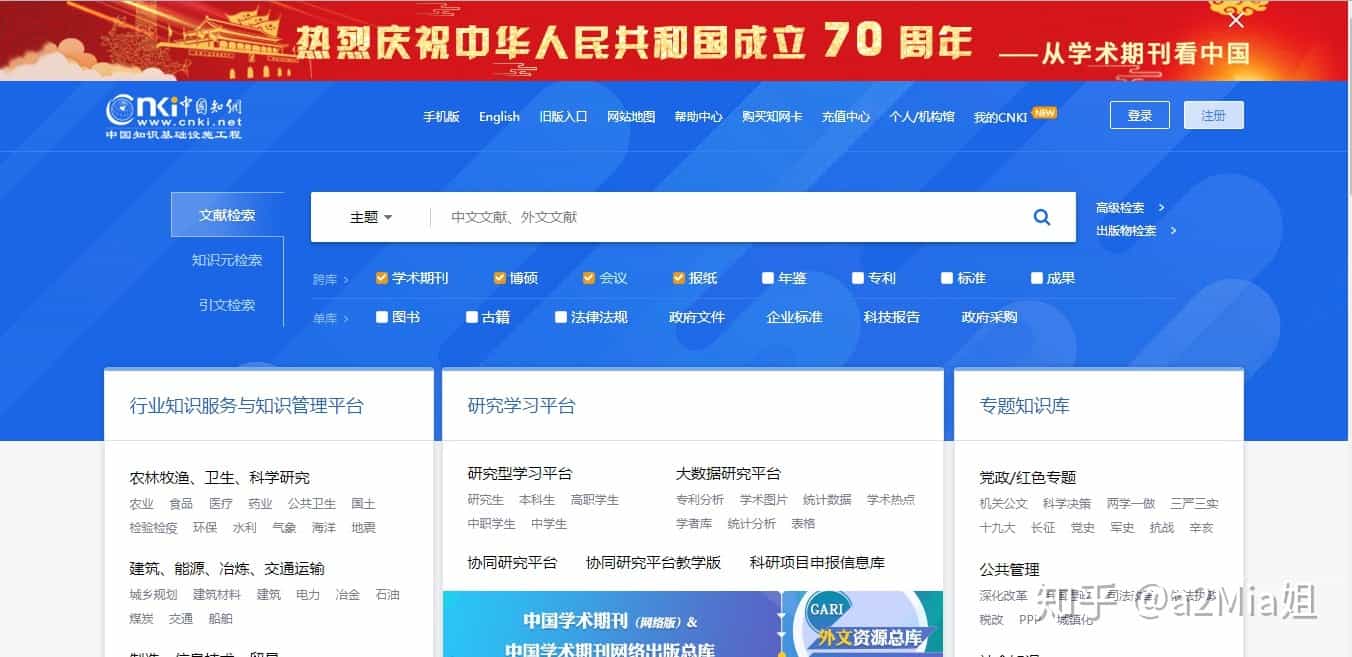 热烈庆祝中华人民共和国成立 70 周年 ——从学术期刊看中国
cnki中国知网
www.cnki.net
中国知识基础设施工程
手机版 English 旧版入口 网站地图 帮助中心 购买知网卡 充值中心 个人/机构馆 我的CNKI NEW 登录 注册
文献检索 主题 中文文献、外文文献 高级检索 >
出版物检索 >
知识元检索
引文检索
跨库 > 学术期刊 博硕 会议 报纸 年鉴 专利 标准 成果
单库 > 图书 古籍 法律法规 政府文件 企业标准 科技报告 政府采购
行业知识服务与知识管理平台
农林牧渔、卫生、科学研究
农业 食品 医疗 药业 公共卫生 国土
检验检疫 环保 水利 气象 海洋 地震
建筑、能源、冶炼、交通运输
城乡规划 建筑材料 建筑 电力 冶金 石油
煤炭 交通 船舶
研究学习平台
研究型学习平台 大数据研究平台
研究生 本科生 高职学生 专利分析 学术图片 统计数据 学术热点
中职学生 中学生 学者库 统计分析 表格
协同研究平台 协同研究平台教学版 科研项目申报信息库
中国学术期刊(网络版)&
中国学术期刊网络出版总库
GARI
外文资源总库
专题知识库
党政/红色专题
机关公文 科学决策 两学一做 三严三实
十九大 长征 党史 军史 抗战 辛亥
公共管理
深化改革
税改 PPP 城镇化
知乎 @a2Mia姐